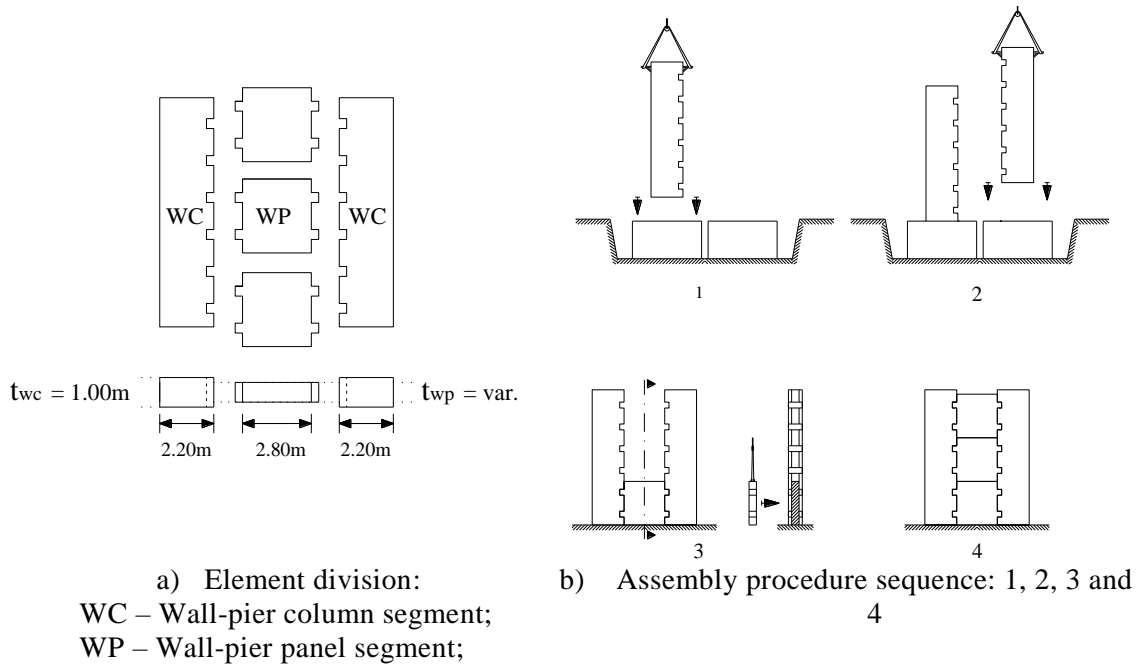 WC
WP
WC
twc = 1.00m
twp = var.
2.20m
2.80m
2.20m
1
2
3
4
a) Element division:
WC – Wall-pier column segment;
WP – Wall-pier panel segment;
b) Assembly procedure sequence: 1, 2, 3 and
4